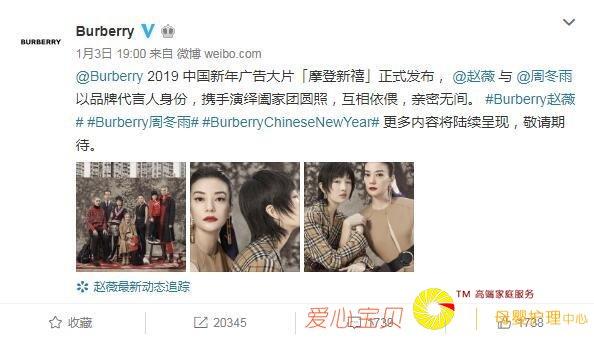 BURBERRY
Burberry V
1月3日 19:00 来自 微博 weibo.com
@Burberry 2019 中国新年广告大片「摩登新禧」正式发布， @赵薇 与 @周冬雨
以品牌代言人身份，携手演绎阖家团圆照，互相依偎，亲密无间。 #Burberry赵薇
# #Burberry周冬雨# #BurberryChineseNewYear# 更多内容将陆续呈现，敬请期
待。
赵薇最新动态追踪
TM 高端家庭服务
收藏 20345 1739 1738
爱心宝贝 母婴护理中心